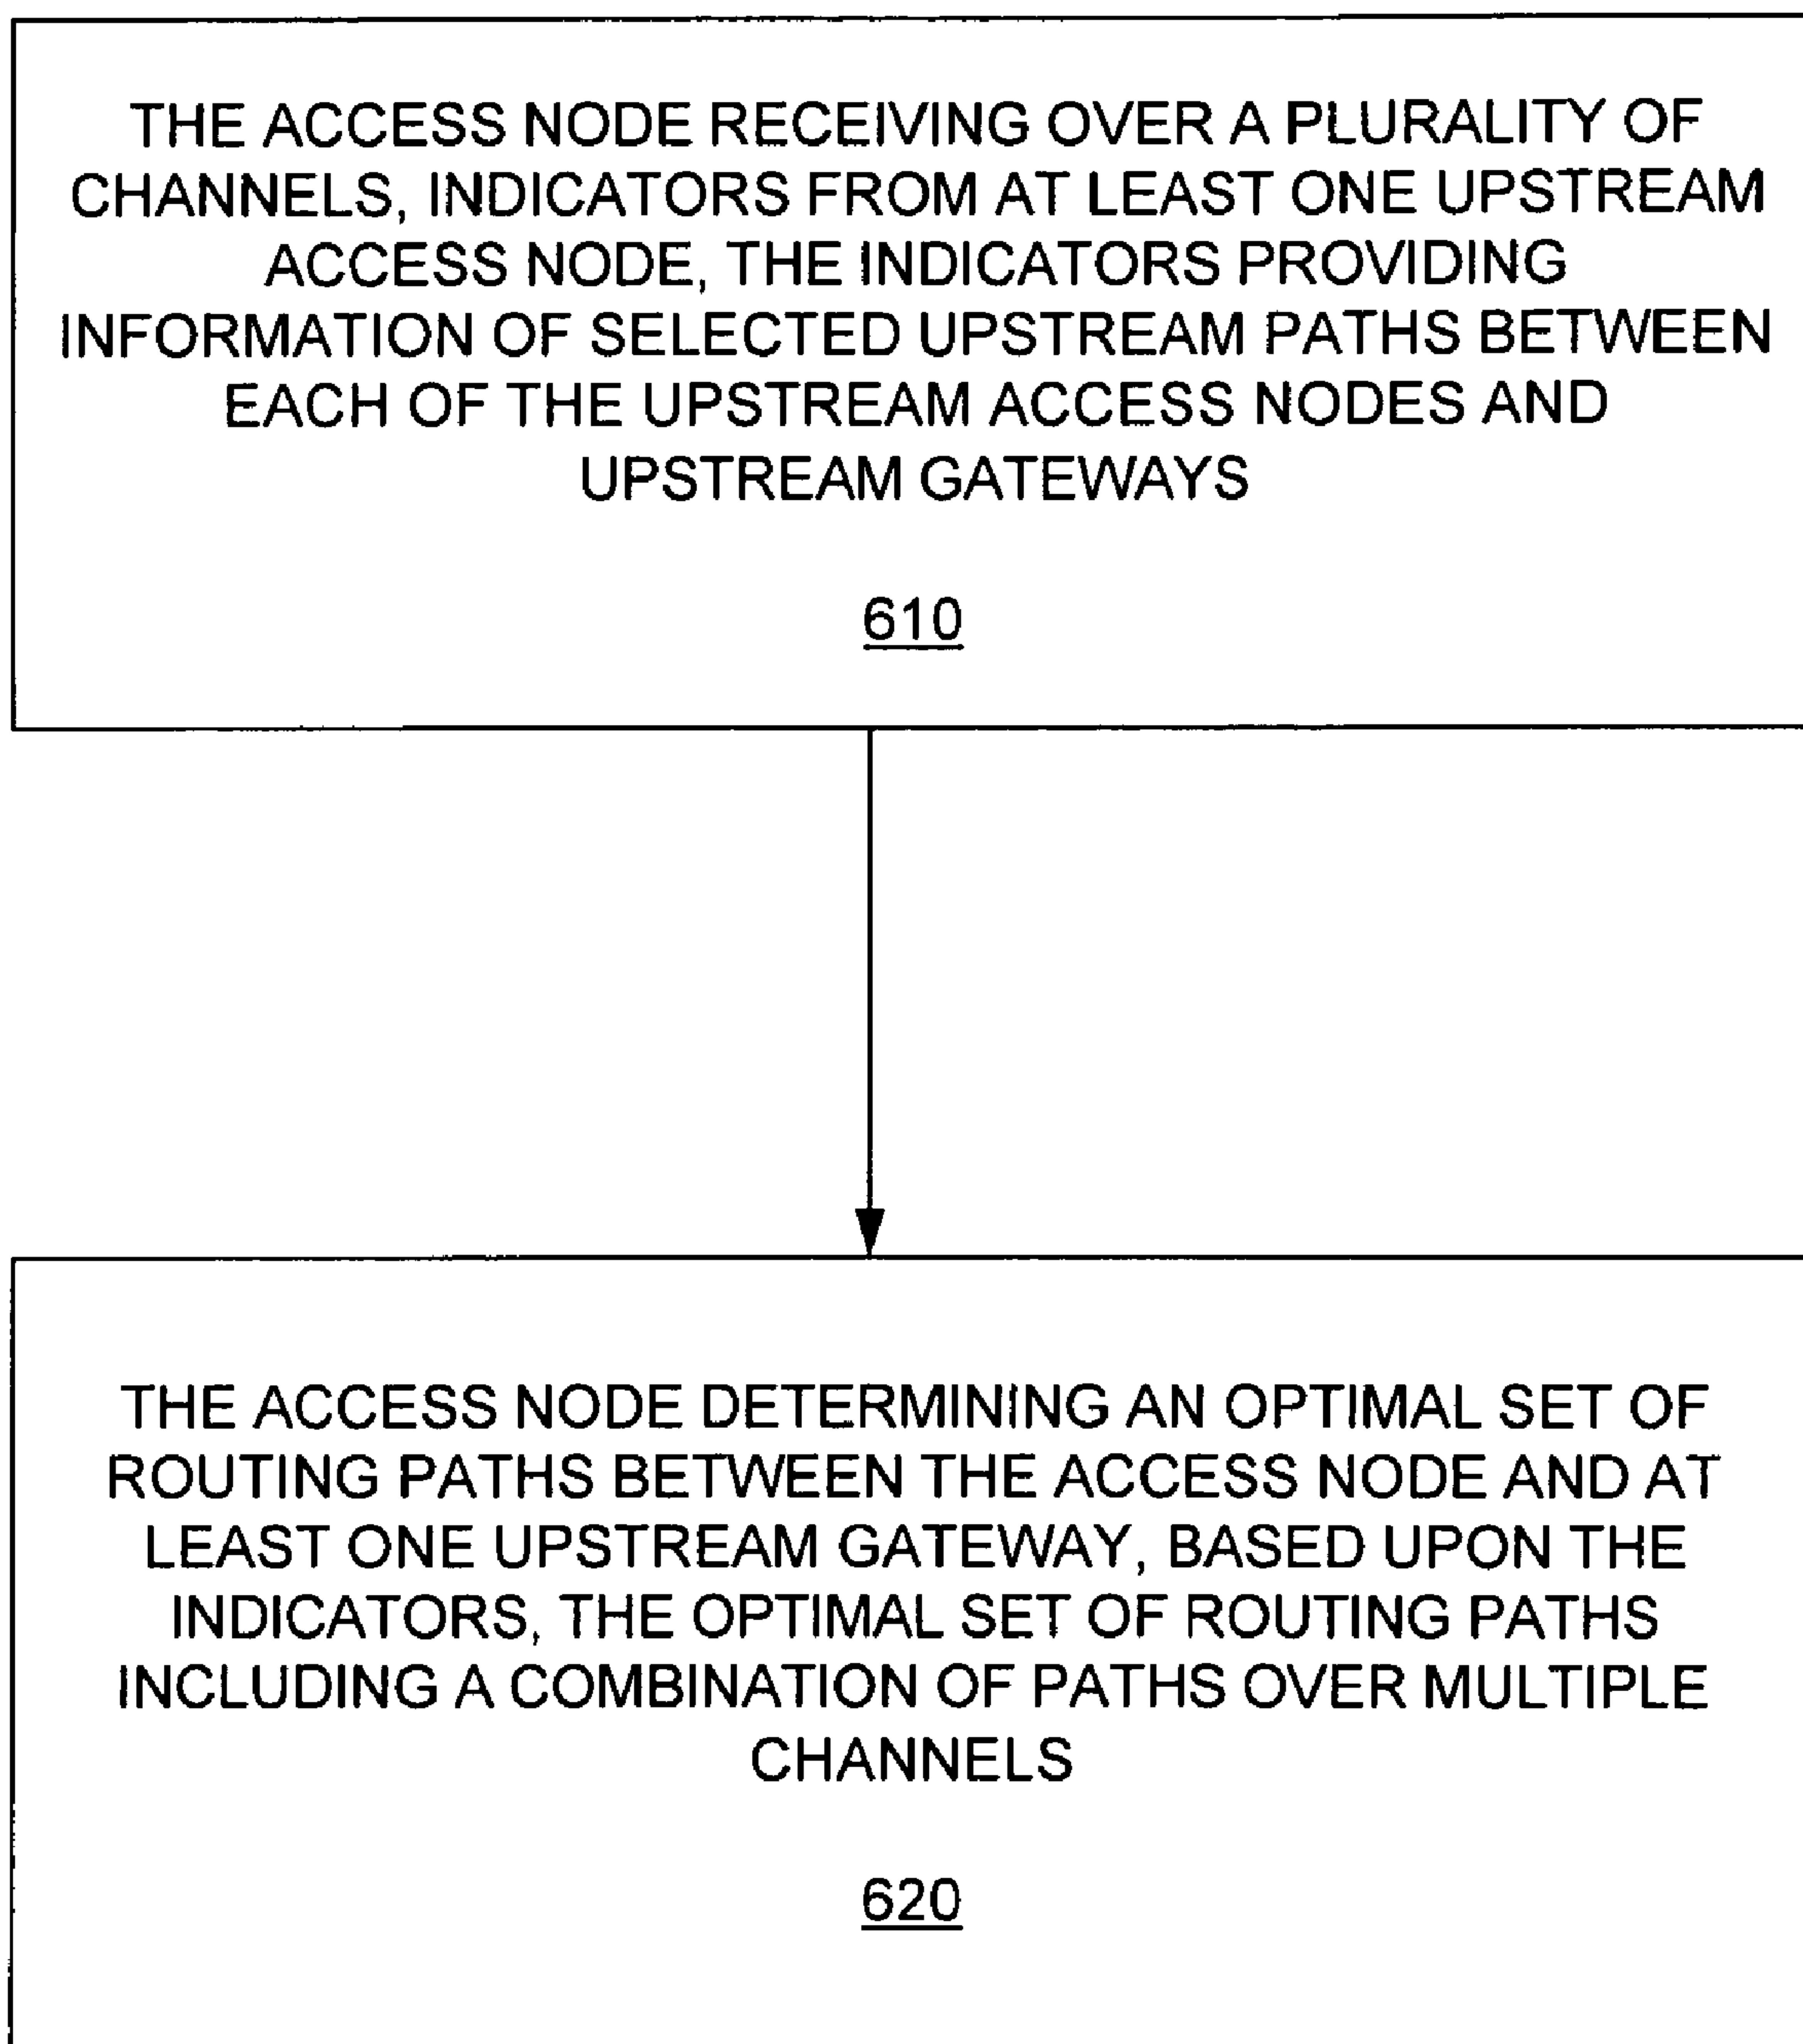 THE ACCESS NODE RECEIVING OVER A PLURALITY OF
CHANNELS, INDICATORS FROM AT LEAST ONE UPSTREAM
ACCESS NODE, THE INDICATORS PROVIDING
INFORMATION OF SELECTED UPSTREAM PATHS BETWEEN
EACH OF THE UPSTREAM ACCESS NODES AND
UPSTREAM GATEWAYS
610
THE ACCESS NODE DETERMINING AN OPTIMAL SET OF
ROUTING PATHS BETWEEN THE ACCESS NODE AND AT
LEAST ONE UPSTREAM GATEWAY, BASED UPON THE
INDICATORS, THE OPTIMAL SET OF ROUTING PATHS
INCLUDING A COMBINATION OF PATHS OVER MULTIPLE
CHANNELS
620